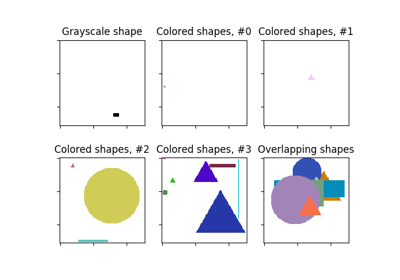 Grayscale shape
Colored shapes, #0
Colored shapes, #1
Colored shapes, #2
Colored shapes, #3
Overlapping shapes